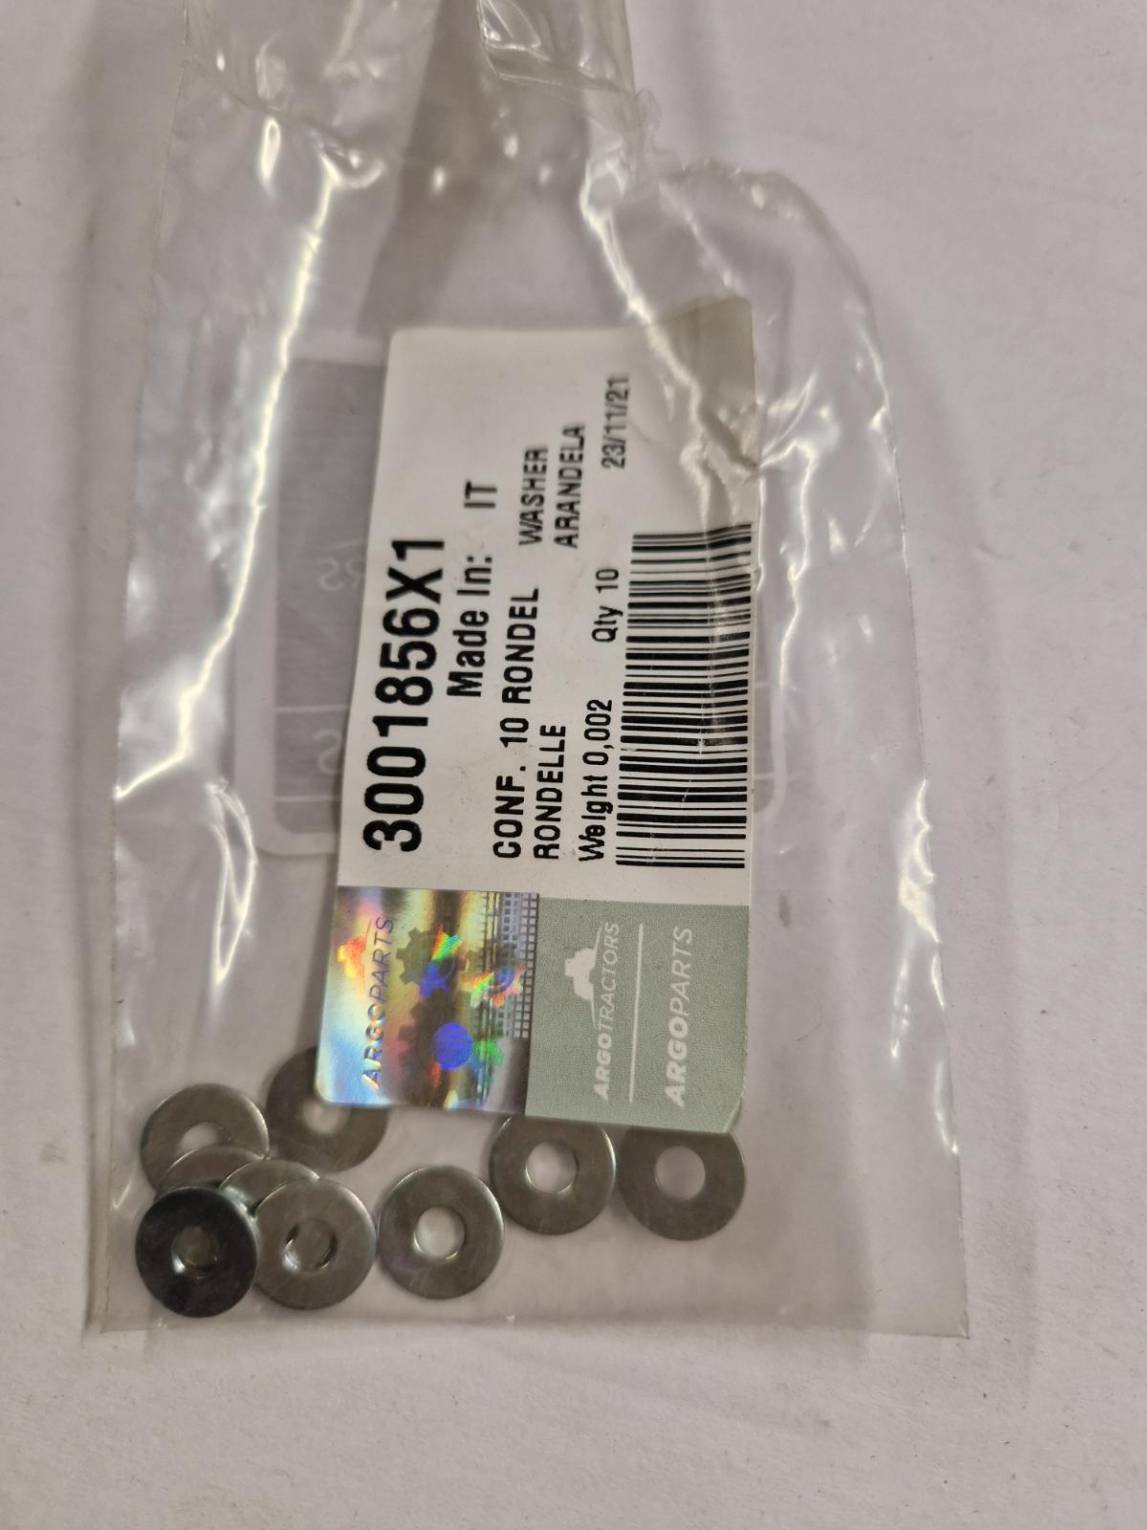 3001856X1
Made In: IT
CONF. 10 RONDEL WASHER
RONDELLE ARANDELA
Weight 0,002 Qty 10 23/11/21
ARGOPARTS
ARGOTRACTORS
ARGOPARTS